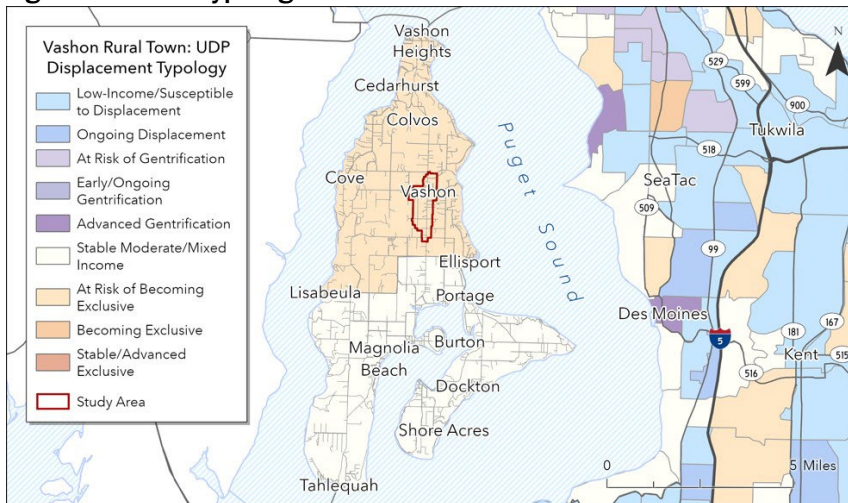 Vashon Rural Town: UDP
Displacement Typology
Low-Income/Susceptible
to Displacement
Ongoing Displacement
At Risk of Gentrification
Early/Ongoing
Gentrification
Advanced Gentrification
Stable Moderate/Mixed
Income
At Risk of Becoming
Exclusive
Becoming Exclusive
Stable/Advanced
Exclusive
Study Area
Vashon
Heights
Cedarhurst
Colvos
Cove
Vashon
Ellisport
Lisabeula
Portage
Magnolia
Beach
Burton
Dockton
Shore Acres
Tahlequah
Puget Sound
N
529
599
900
Tukwila
518
SeaTac
509
99
Des Moines
5
181
167
Kent
515
516
0
5 Miles